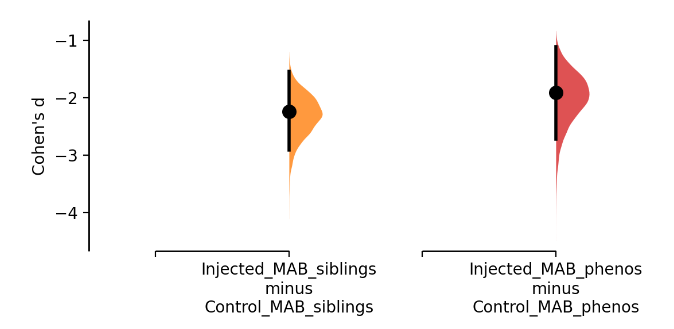 −1
−2
−3
−4
Cohen's d
Injected_MAB_siblings
minus
Control_MAB_siblings
Injected_MAB_phenos
minus
Control_MAB_phenos